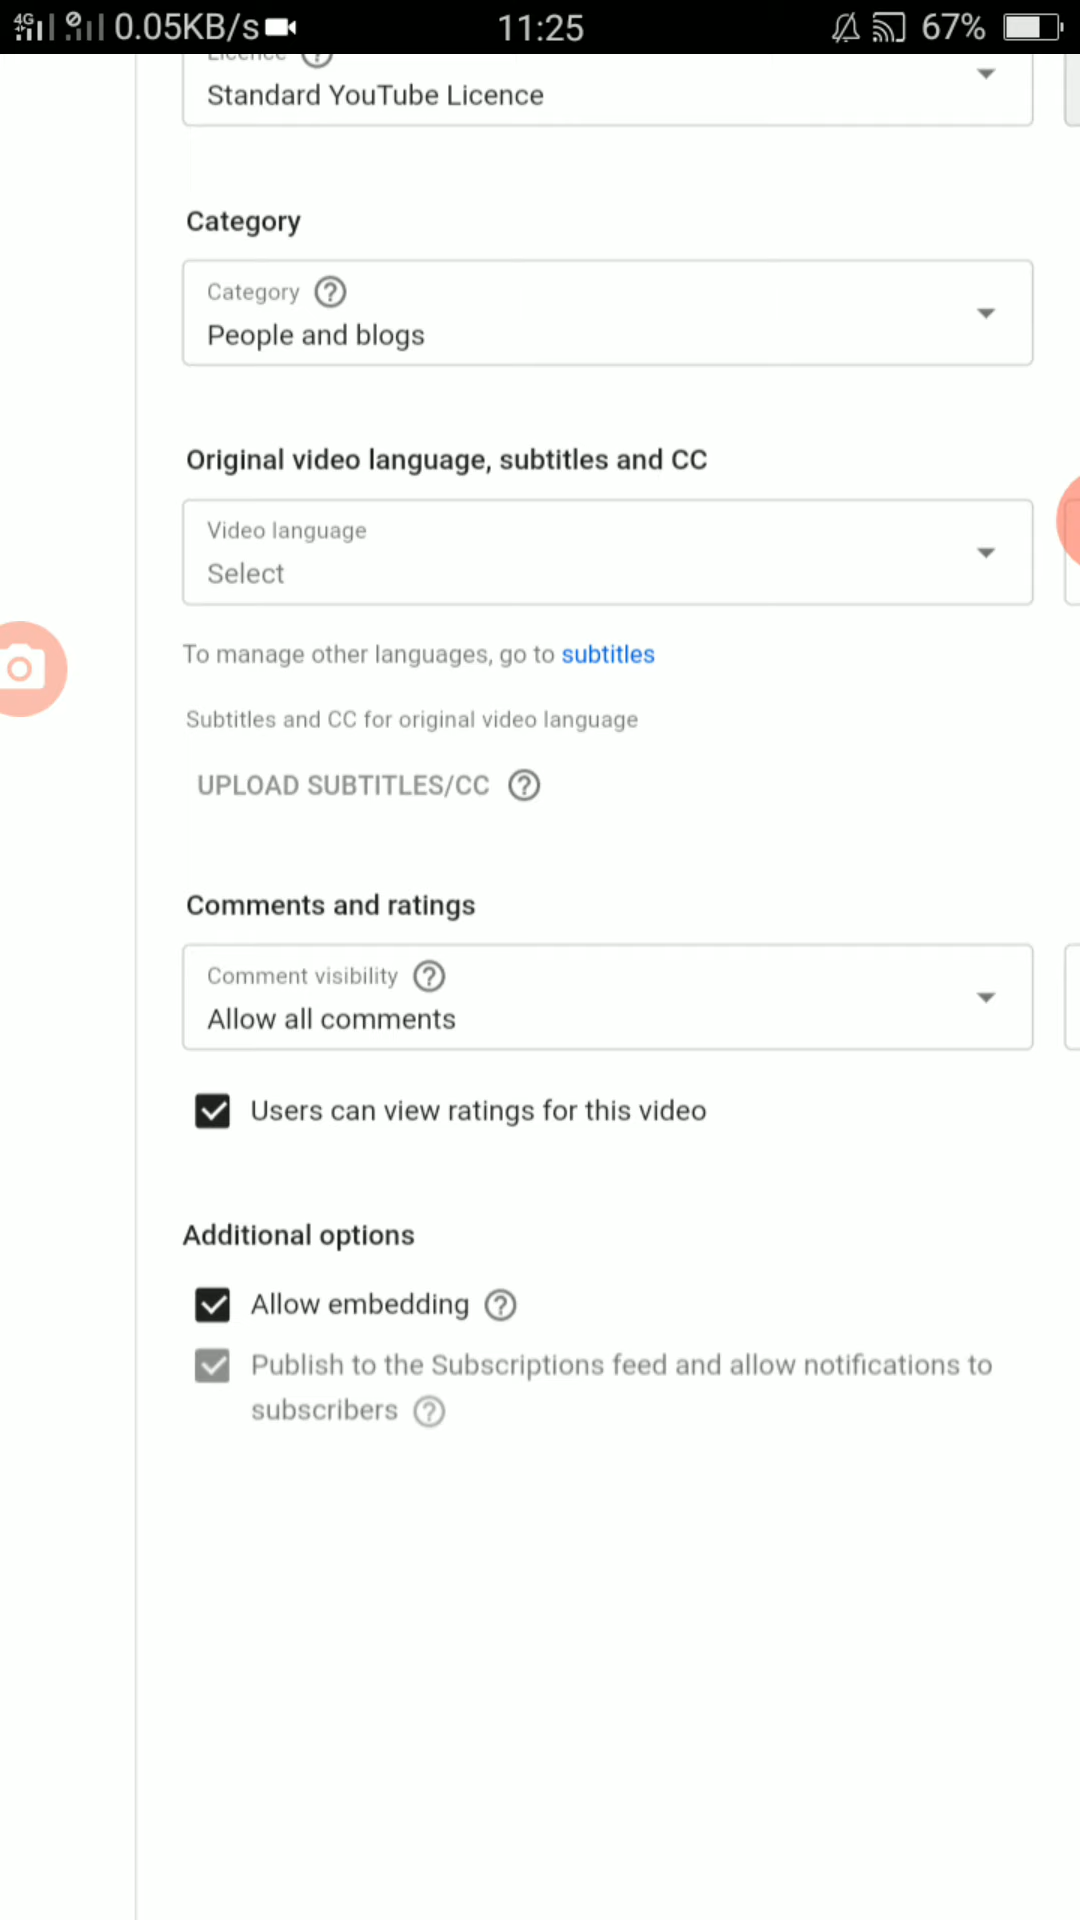 4G 0.05KB/s 11:25 67%
Licence
Standard YouTube Licence
Category
Category
People and blogs
Original video language, subtitles and CC
Video language
Select
To manage other languages, go to subtitles
Subtitles and CC for original video language
UPLOAD SUBTITLES/CC
Comments and ratings
Comment visibility
Allow all comments
Users can view ratings for this video
Additional options
Allow embedding
Publish to the Subscriptions feed and allow notifications to
subscribers